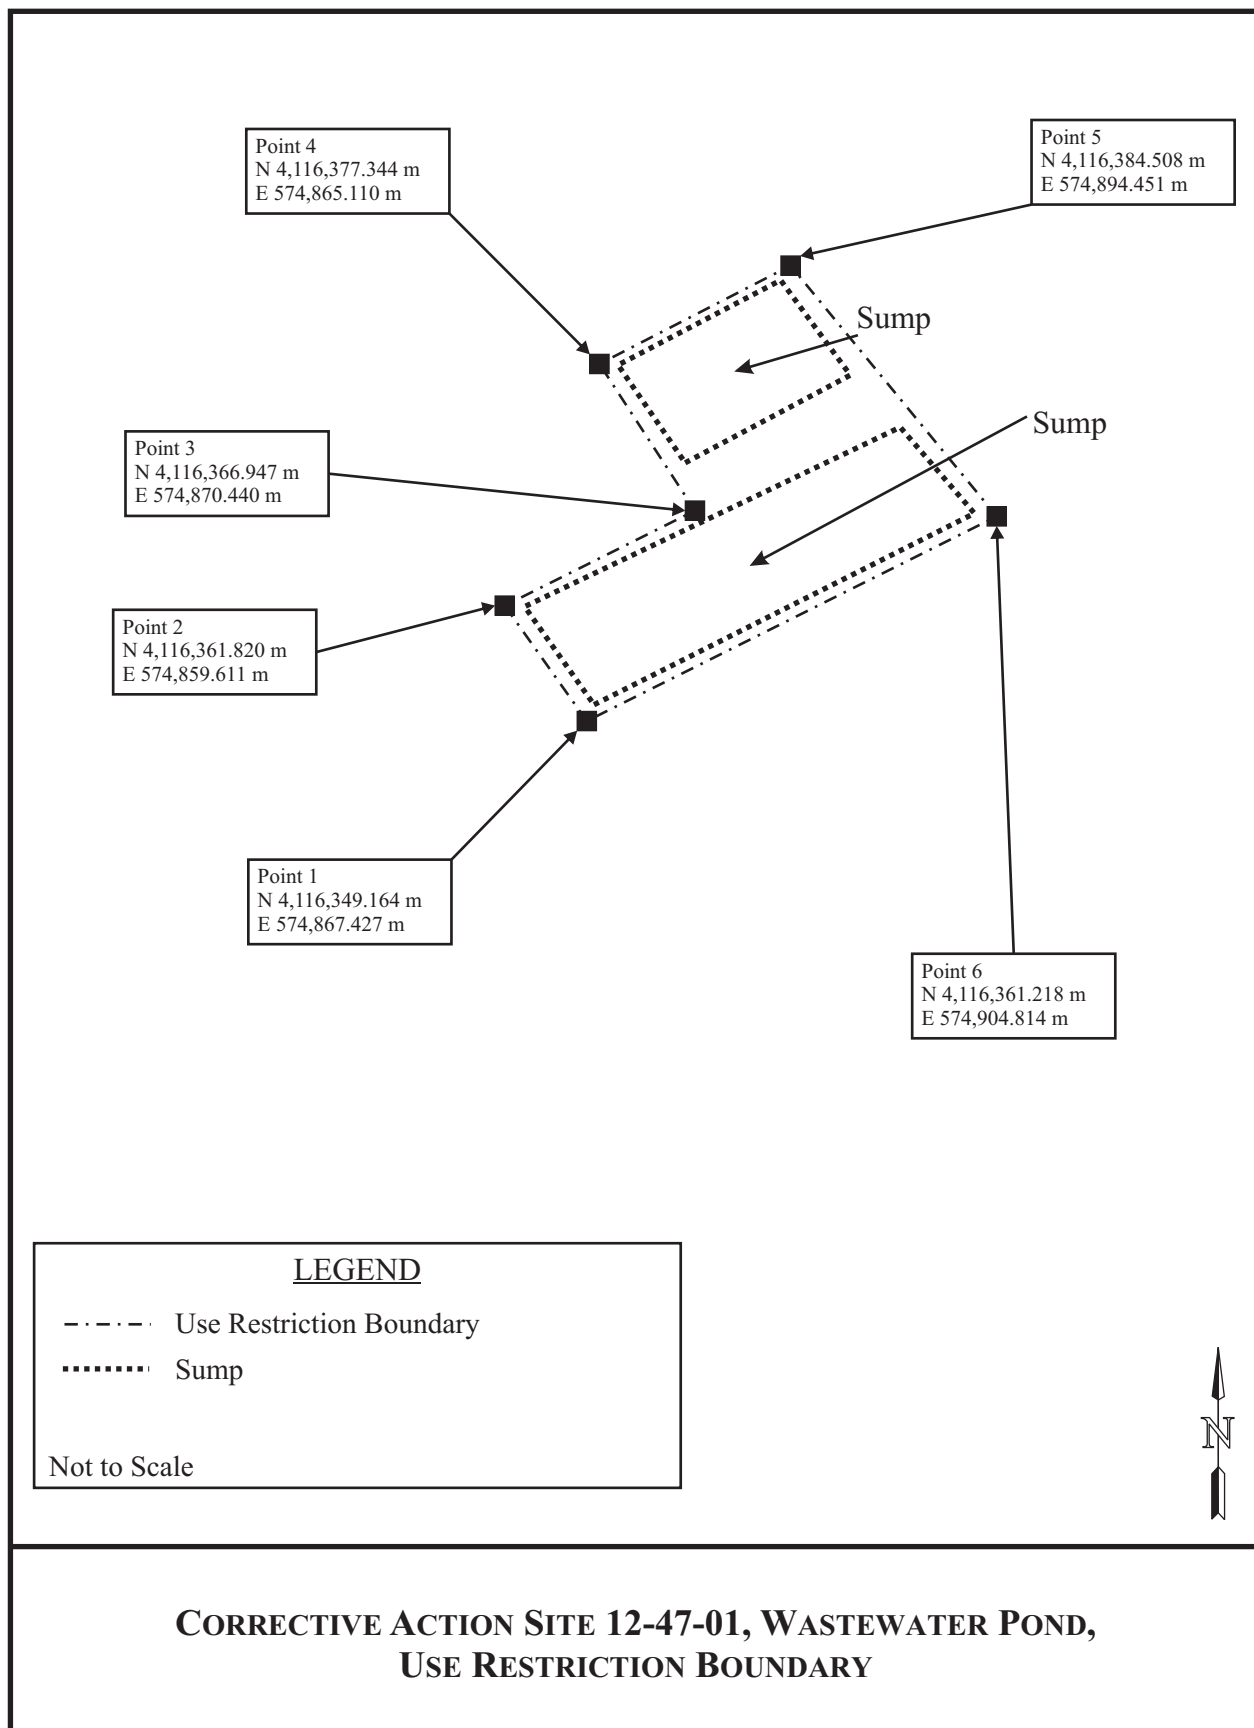 Point 4
N 4,116,377.344 m
E 574,865.110 m
Point 5
N 4,116,384.508 m
E 574,894.451 m
Sump
Sump
Point 3
N 4,116,366.947 m
E 574,870.440 m
Point 2
N 4,116,361.820 m
E 574,859.611 m
Point 1
N 4,116,349.164 m
E 574,867.427 m
Point 6
N 4,116,361.218 m
E 574,904.814 m
LEGEND
Use Restriction Boundary
Sump
Not to Scale
N
CORRECTIVE ACTION SITE 12-47-01, WASTEWATER POND,
USE RESTRICTION BOUNDARY